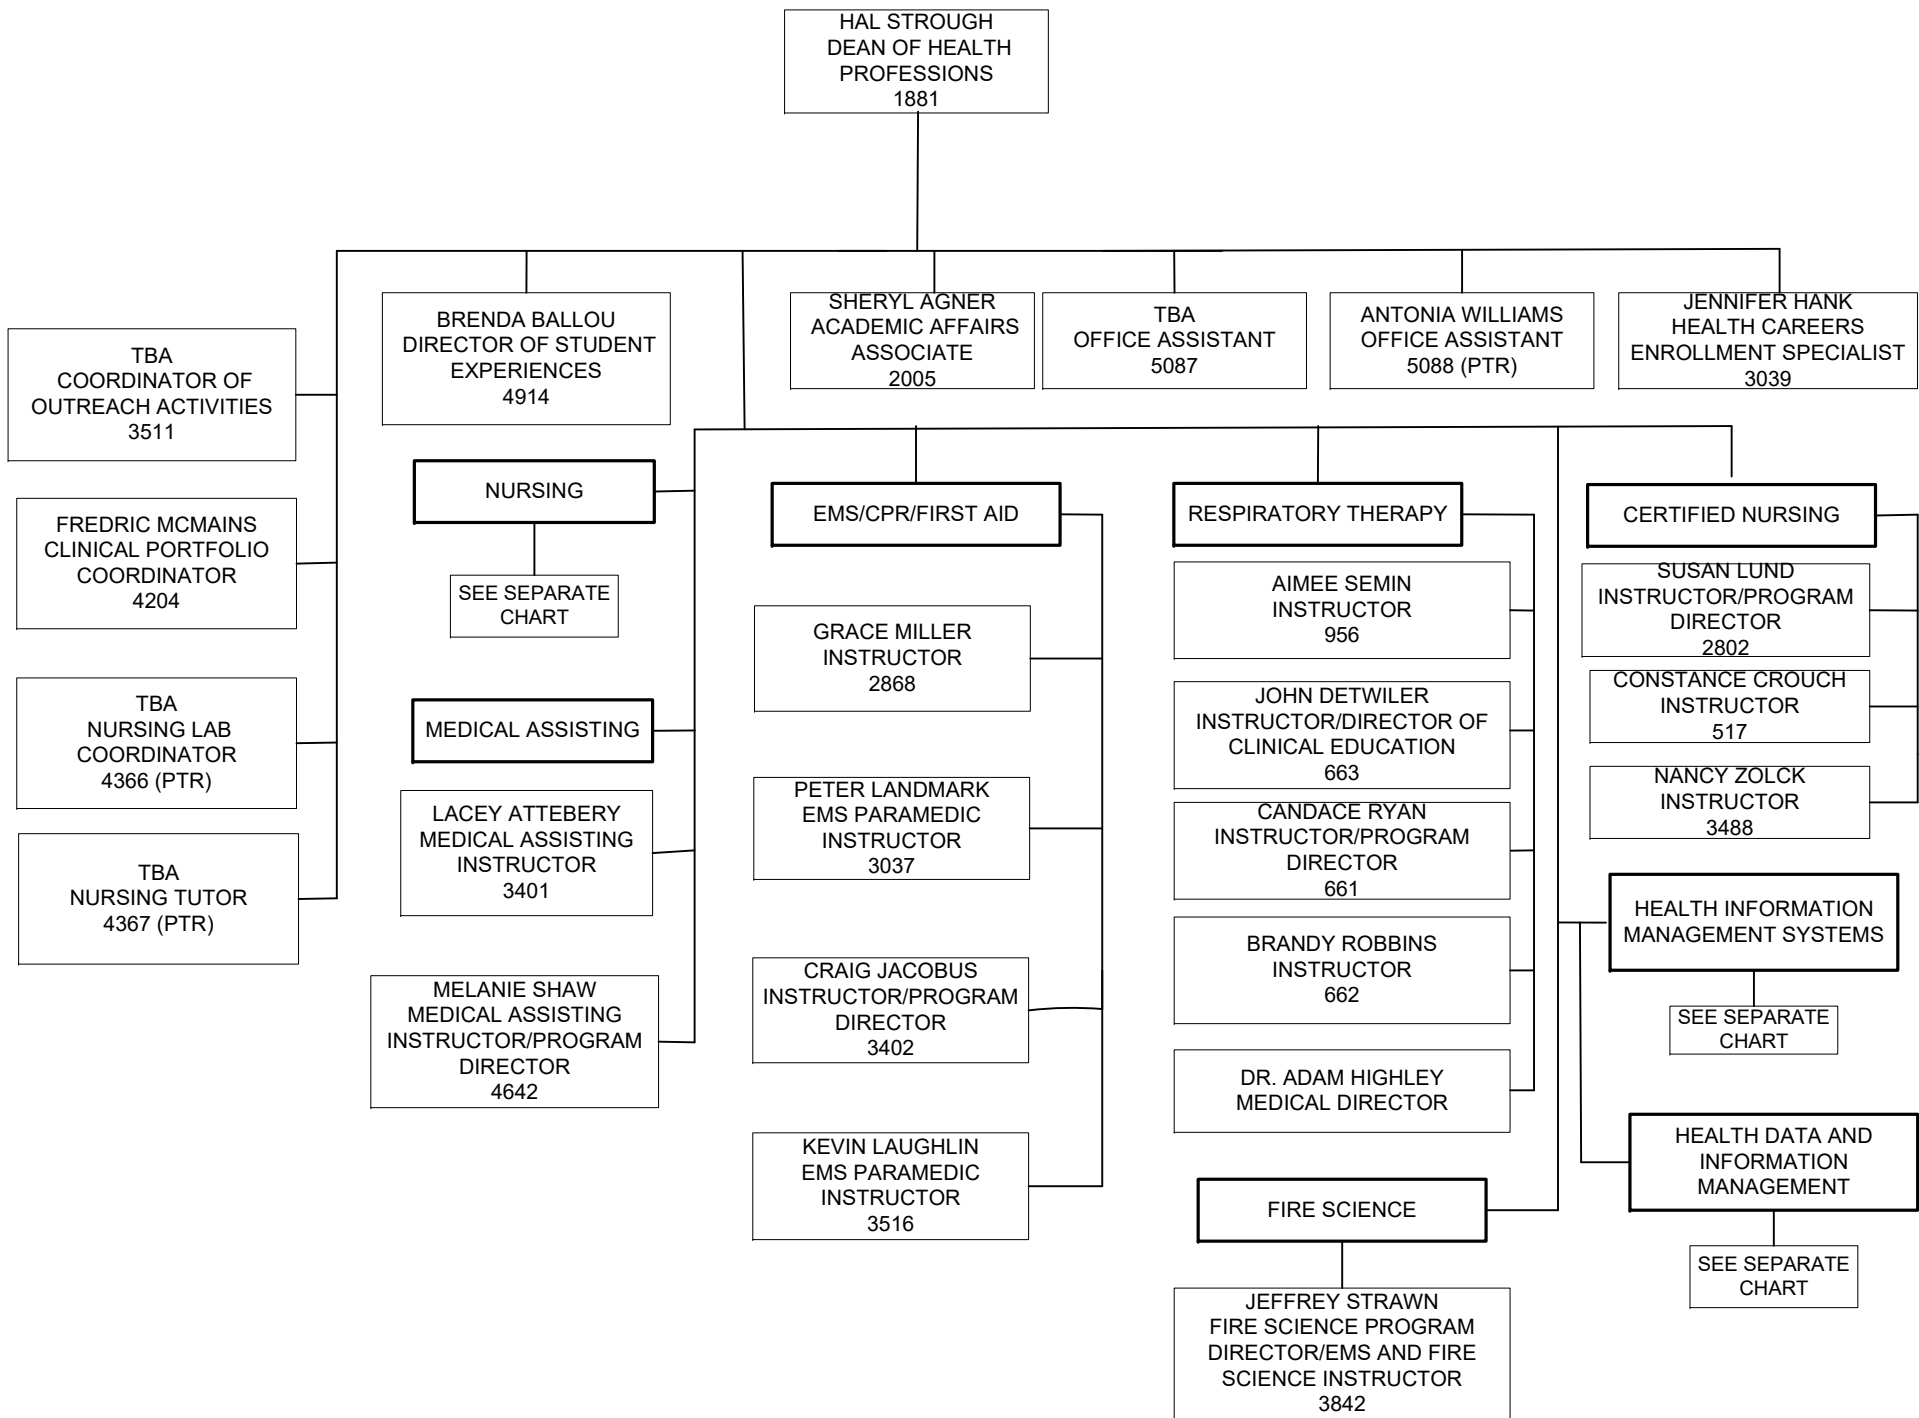 HAL STROUGH
DEAN OF HEALTH
PROFESSIONS
1881
TBA
COORDINATOR OF
OUTREACH ACTIVITIES
3511
FREDRIC MCMAINS
CLINICAL PORTFOLIO
COORDINATOR
4204
TBA
NURSING LAB
COORDINATOR
4366 (PTR)
TBA
NURSING TUTOR
4367 (PTR)
BRENDA BALLOU
DIRECTOR OF STUDENT
EXPERIENCES
4914
SHERYL AGNER
ACADEMIC AFFAIRS
ASSOCIATE
2005
TBA
OFFICE ASSISTANT
5087
ANTONIA WILLIAMS
OFFICE ASSISTANT
5088 (PTR)
JENNIFER HANK
HEALTH CAREERS
ENROLLMENT SPECIALIST
3039
NURSING
SEE SEPARATE
CHART
MEDICAL ASSISTING
LACEY ATTEBERY
MEDICAL ASSISTING
INSTRUCTOR
3401
MELANIE SHAW
MEDICAL ASSISTING
INSTRUCTOR/PROGRAM
DIRECTOR
4642
EMS/CPR/FIRST AID
GRACE MILLER
INSTRUCTOR
2868
PETER LANDMARK
EMS PARAMEDIC
INSTRUCTOR
3037
CRAIG JACOBUS
INSTRUCTOR/PROGRAM
DIRECTOR
3402
KEVIN LAUGHLIN
EMS PARAMEDIC
INSTRUCTOR
3516
RESPIRATORY THERAPY
AIMEE SEMIN
INSTRUCTOR
956
JOHN DETWILER
INSTRUCTOR/DIRECTOR OF
CLINICAL EDUCATION
663
CANDACE RYAN
INSTRUCTOR/PROGRAM
DIRECTOR
661
BRANDY ROBBINS
INSTRUCTOR
662
DR. ADAM HIGHLEY
MEDICAL DIRECTOR
FIRE SCIENCE
JEFFREY STRAWN
FIRE SCIENCE PROGRAM
DIRECTOR/EMS AND FIRE
SCIENCE INSTRUCTOR
3842
CERTIFIED NURSING
SUSAN LUND
INSTRUCTOR/PROGRAM
DIRECTOR
2802
CONSTANCE CROUCH
INSTRUCTOR
517
NANCY ZOLCK
INSTRUCTOR
3488
HEALTH INFORMATION
MANAGEMENT SYSTEMS
SEE SEPARATE
CHART
HEALTH DATA AND
INFORMATION
MANAGEMENT
SEE SEPARATE
CHART